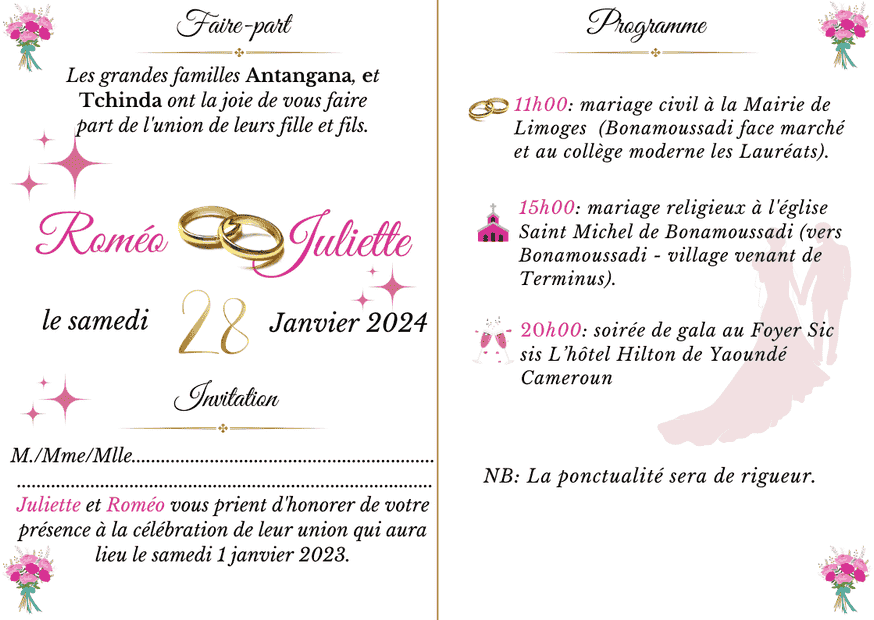 Faire-part
Les grandes familles Antangana, et
Tchinda ont la joie de vous faire
part de l'union de leurs fille et fils.
Roméo Juliette
le samedi 28 Janvier 2024
Invitation
M./Mme/Mlle......................................................
..........................................................................
Juliette et Roméo vous prient d'honorer de votre
présence à la célébration de leur union qui aura
lieu le samedi 1 janvier 2023.
Programme
11h00: mariage civil à la Mairie de
Limoges (Bonamoussadi face marché
et au collège moderne les Lauréats).
15h00: mariage religieux à l'église
Saint Michel de Bonamoussadi (vers
Bonamoussadi - village venant de
Terminus).
20h00: soirée de gala au Foyer Sic
sis L’hôtel Hilton de Yaoundé
Cameroun
NB: La ponctualité sera de rigueur.